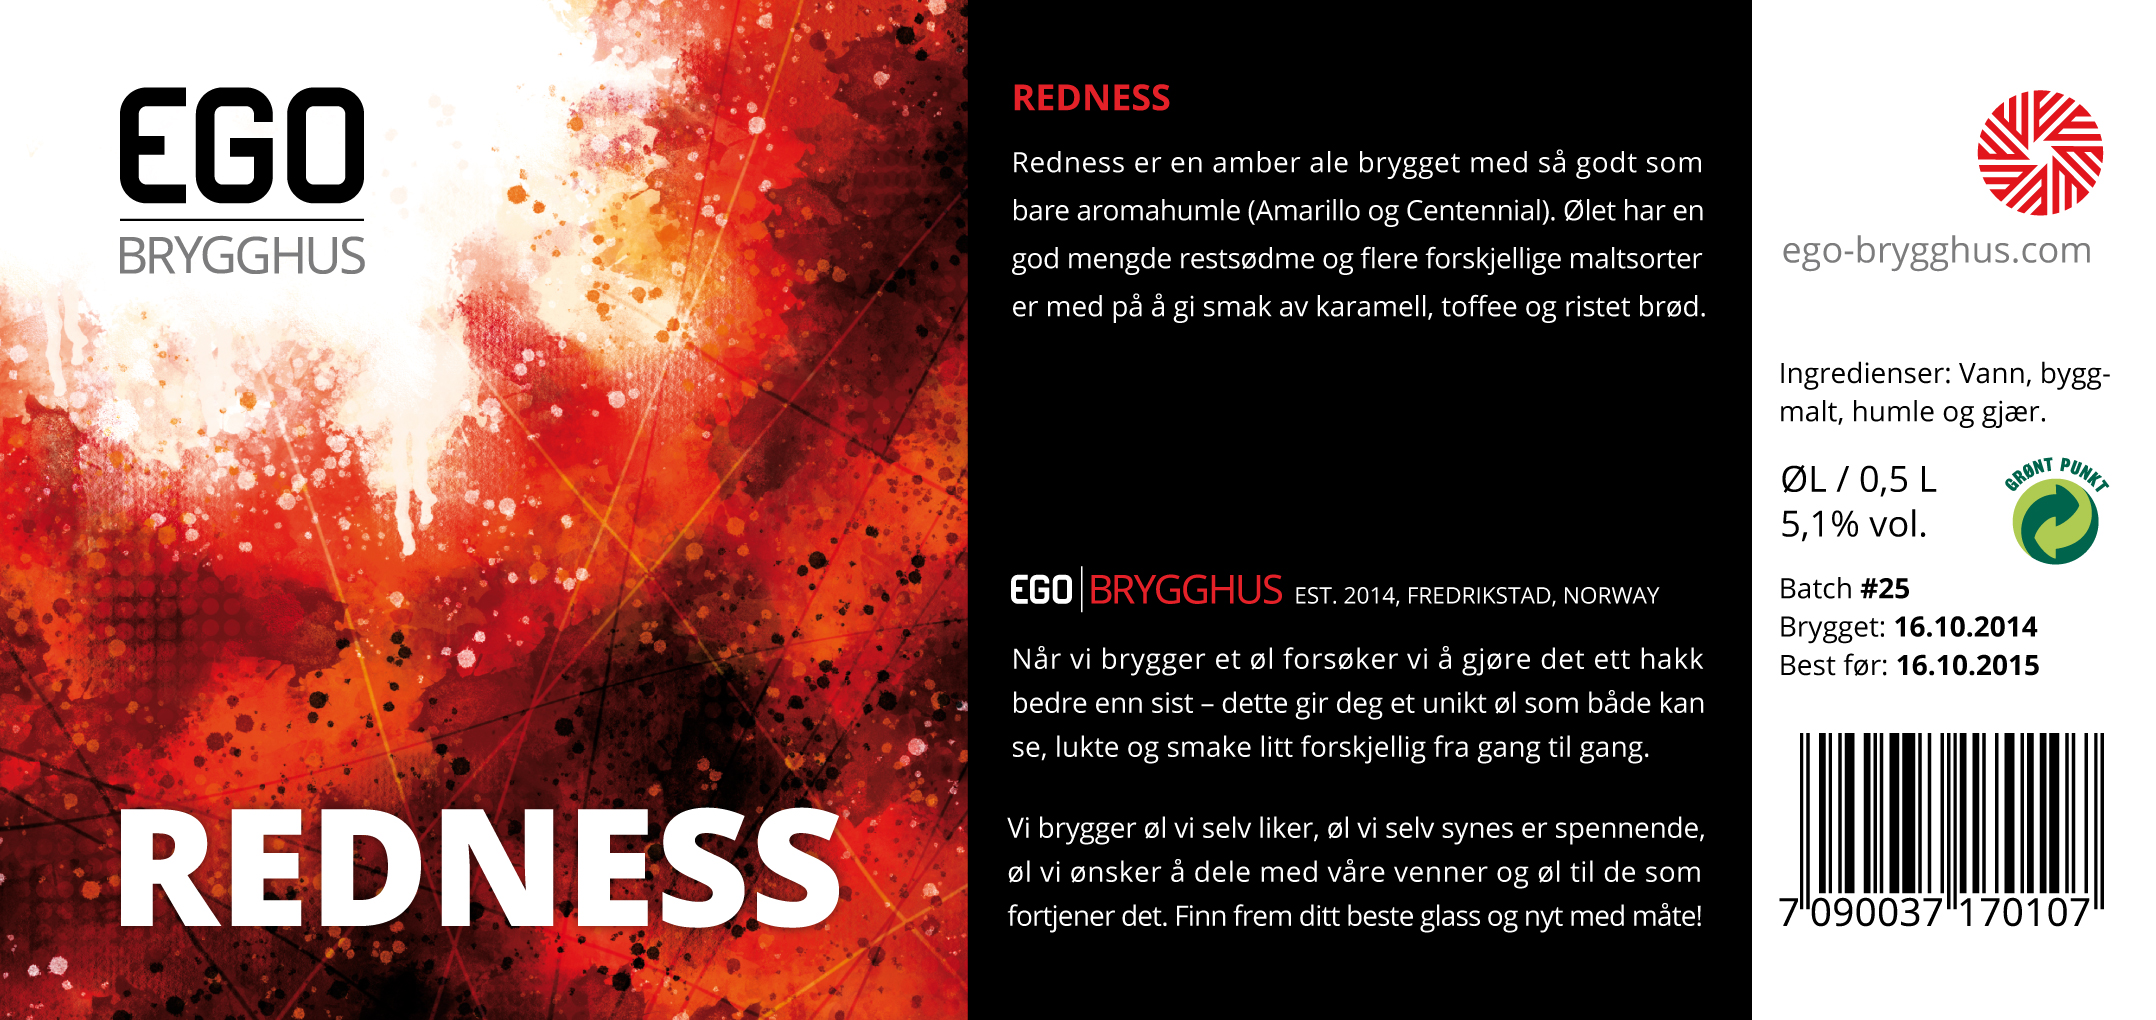 EGO
BRYGGHUS
REDNESS
REDNESS
Redness er en amber ale brygget med så godt som
bare aromahumle (Amarillo og Centennial). Ølet har en
god mengde restsødme og flere forskjellige maltsorter
er med på å gi smak av karamell, toffee og ristet brød.
EGO BRYGGHUS EST. 2014, FREDRIKSTAD, NORWAY
Når vi brygger et øl forsøker vi å gjøre det ett hakk
bedre enn sist – dette gir deg et unikt øl som både kan
se, lukte og smake litt forskjellig fra gang til gang.
Vi brygger øl vi selv liker, øl vi selv synes er spennende,
øl vi ønsker å dele med våre venner og øl til de som
fortjener det. Finn frem ditt beste glass og nyt med måte!
ego-brygghus.com
Ingredienser: Vann, bygg-
malt, humle og gjær.
ØL / 0,5 L
5,1% vol.
GRØNT PUNKT
Batch #25
Brygget: 16.10.2014
Best før: 16.10.2015
7 090037 170107